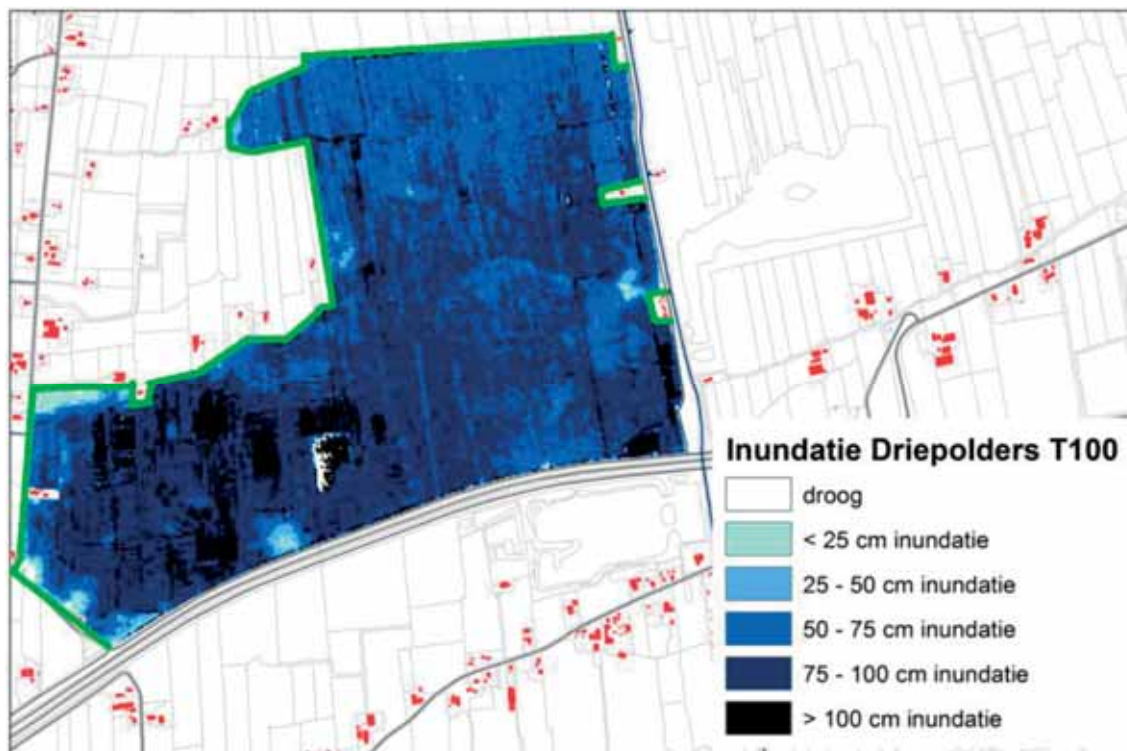 Inundatie Driepolders T100
droog
< 25 cm inundatie
25 - 50 cm inundatie
50 - 75 cm inundatie
75 - 100 cm inundatie
> 100 cm inundatie